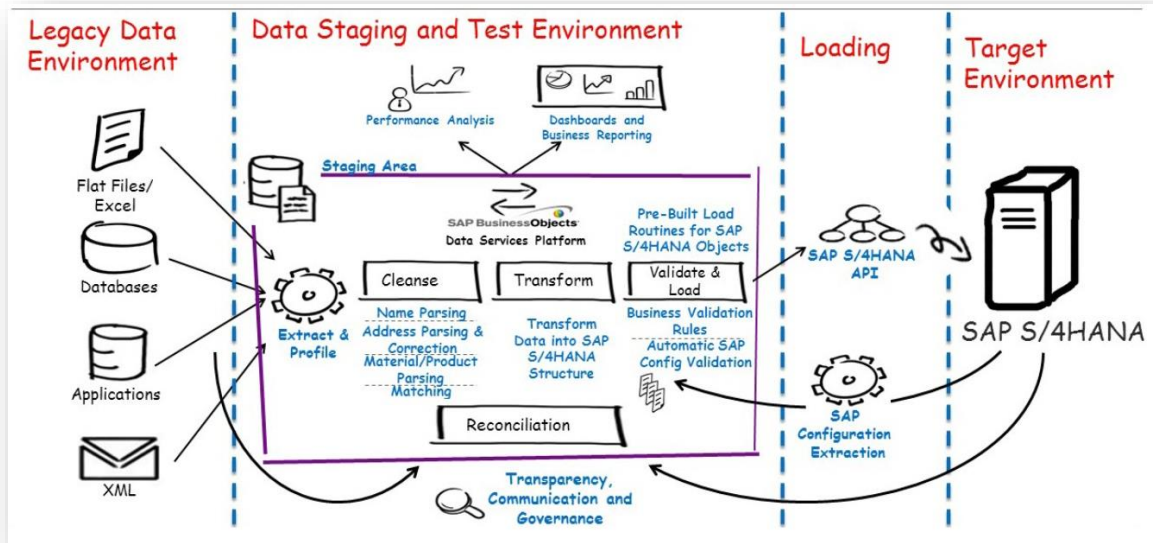 Legacy Data
Environment
Flat Files/
Excel
Databases
Applications
XML
Data Staging and Test Environment
Performance Analysis
Dashboards and
Business Reporting
Staging Area
SAP BusinessObjects
Data Services Platform
Pre-Built Load
Routines for SAP
S/4HANA Objects
Extract &
Profile
Cleanse
Name Parsing
Address Parsing &
Correction
Material/Product
Parsing
Matching
Transform
Transform
Data into SAP
S/4HANA
Structure
Validate &
Load
Business Validation
Rules
Automatic SAP
Config Validation
Reconciliation
Transparency,
Communication and
Governance
Loading
SAP S/4HANA
API
SAP
Configuration
Extraction
Target
Environment
SAP S/4HANA